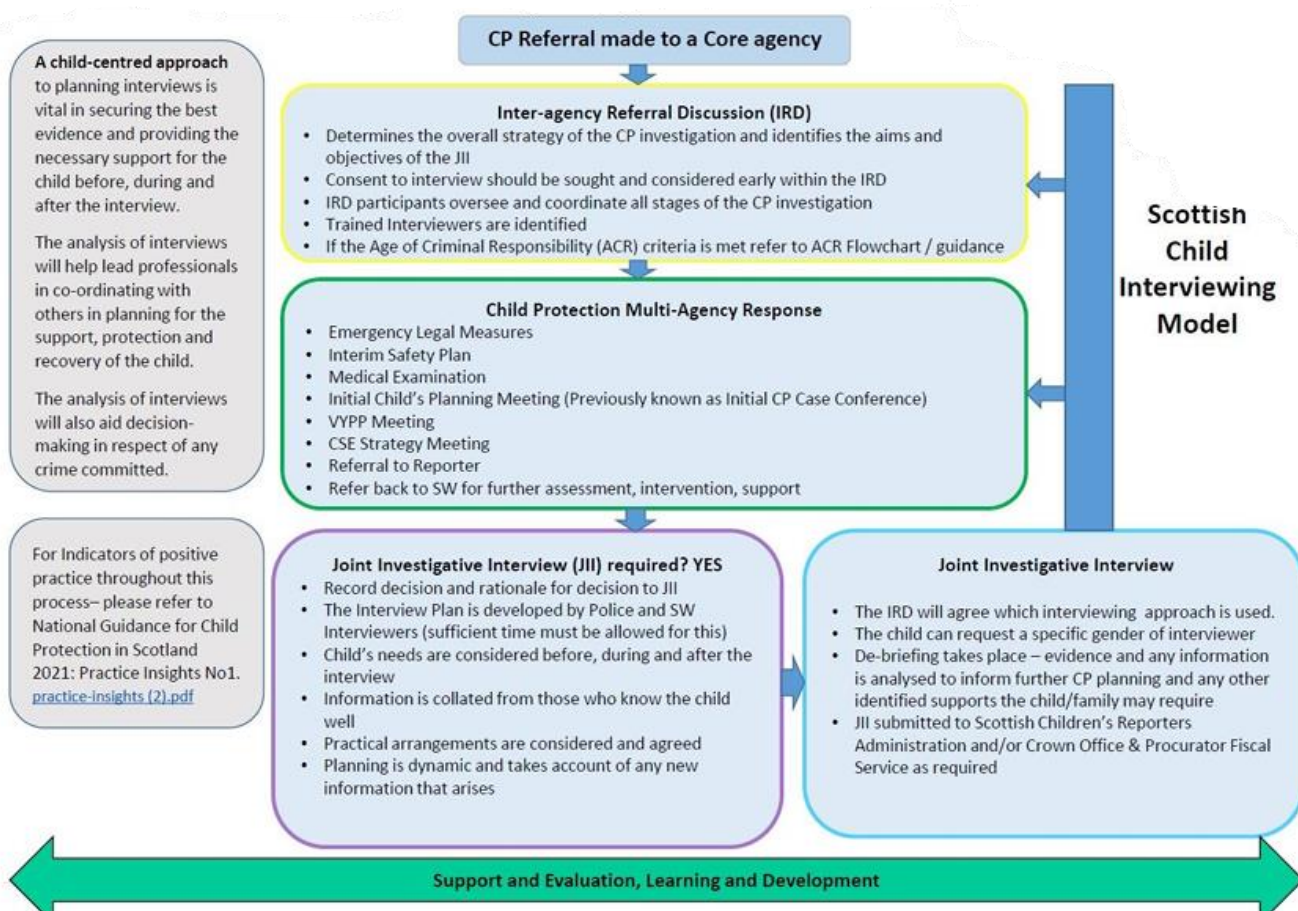 CP Referral made to a Core agency
A child-centred approach
to planning interviews is
vital in securing the best
evidence and providing the
necessary support for the
child before, during and
after the interview.
The analysis of interviews
will help lead professionals
in co-ordinating with
others in planning for the
support, protection and
recovery of the child.
The analysis of interviews
will also aid decision-
making in respect of any
crime committed.
Inter-agency Referral Discussion (IRD)
• Determines the overall strategy of the CP investigation and identifies the aims and
objectives of the JII
• Consent to interview should be sought and considered early within the IRD
• IRD participants oversee and coordinate all stages of the CP investigation
• Trained Interviewers are identified
• If the Age of Criminal Responsibility (ACR) criteria is met refer to ACR Flowchart / guidance
Scottish
Child
Interviewing
Model
Child Protection Multi-Agency Response
• Emergency Legal Measures
• Interim Safety Plan
• Medical Examination
• Initial Child's Planning Meeting (Previously known as Initial CP Case Conference)
• VYPP Meeting
• CSE Strategy Meeting
• Referral to Reporter
• Refer back to SW for further assessment, intervention, support
For Indicators of positive
practice throughout this
process– please refer to
National Guidance for Child
Protection in Scotland
2021: Practice Insights No1.
practice-insights (2).pdf
Joint Investigative Interview (JII) required? YES
• Record decision and rationale for decision to JII
• The Interview Plan is developed by Police and SW
Interviewers (sufficient time must be allowed for this)
• Child's needs are considered before, during and after the
interview
• Information is collated from those who know the child
well
• Practical arrangements are considered and agreed
• Planning is dynamic and takes account of any new
information that arises
Joint Investigative Interview
• The IRD will agree which interviewing approach is used.
• The child can request a specific gender of interviewer
• De-briefing takes place – evidence and any information
is analysed to inform further CP planning and any other
identified supports the child/family may require
• JII submitted to Scottish Children's Reporters
Administration and/or Crown Office & Procurator Fiscal
Service as required
Support and Evaluation, Learning and Development